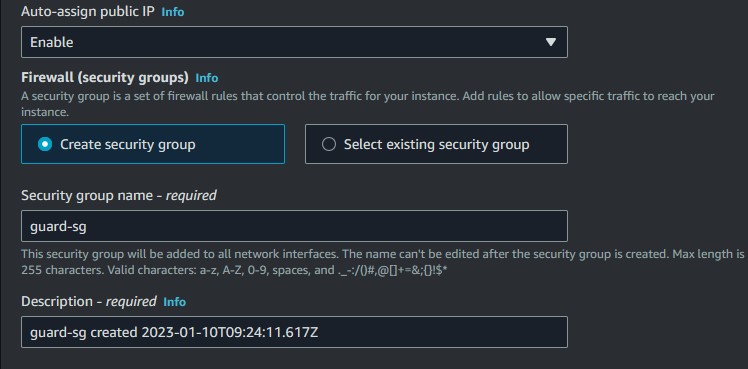 Auto-assign public IP Info
Enable
Firewall (security groups) Info
A security group is a set of firewall rules that control the traffic for your instance. Add rules to allow specific traffic to reach your
instance.
Create security group
Select existing security group
Security group name - required
guard-sg
This security group will be added to all network interfaces. The name can't be edited after the security group is created. Max length is
255 characters. Valid characters: a-z, A-Z, 0-9, spaces, and ._-:/()#,@[]+=&;{}!$*
Description - required Info
guard-sg created 2023-01-10T09:24:11.617Z